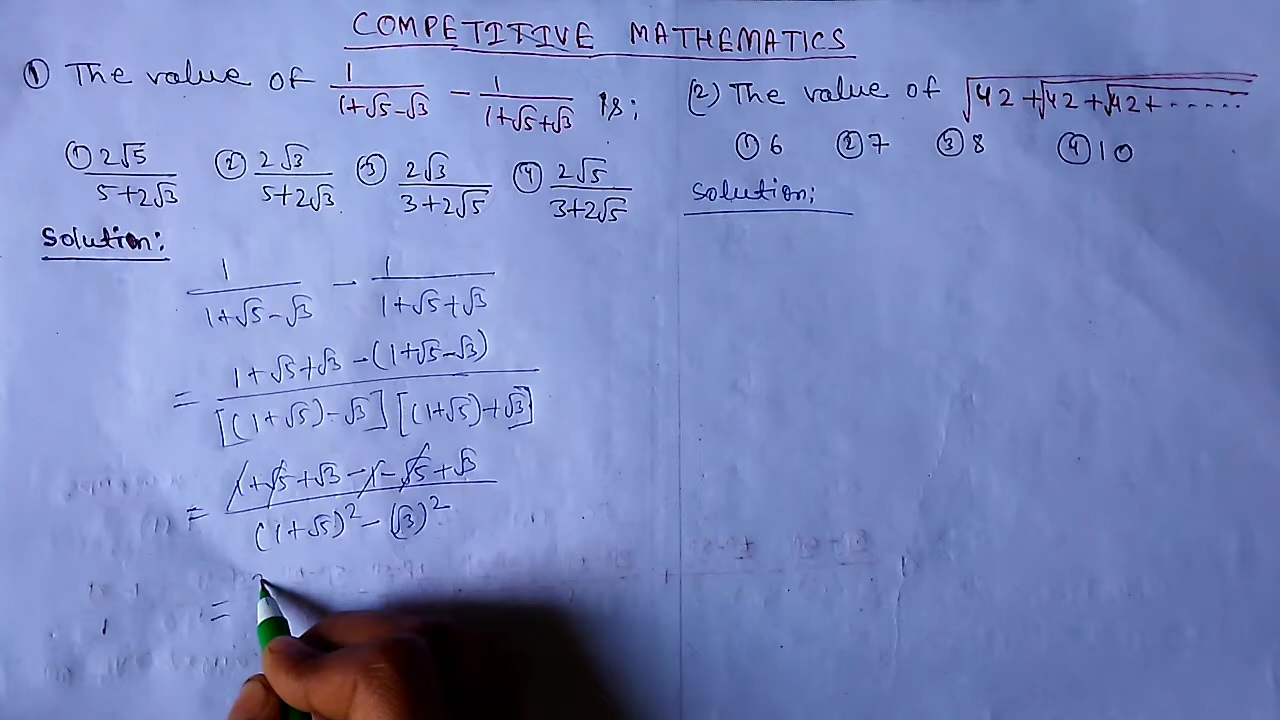 COMPETITIVE MATHEMATICS
① The value of 1/(1+√5-√3) - 1/(1+√5+√3) is:
① 2√5/(5+2√3) ② 2√3/(5+2√3) ③ 2√3/(3+2√5) ④ 2√5/(3+2√5)
Solution:
1/(1+√5-√3) - 1/(1+√5+√3)
= (1+√5+√3-(1+√5-√3))/([(1+√5)-√3][(1+√5)+√3])
= (1+√5+√3-1-√5+√3)/((1+√5)²-(√3)²)
=
(2) The value of √(42+√(42+√(42+......
① 6 ② 7 ③ 8 ④ 10
Solution: